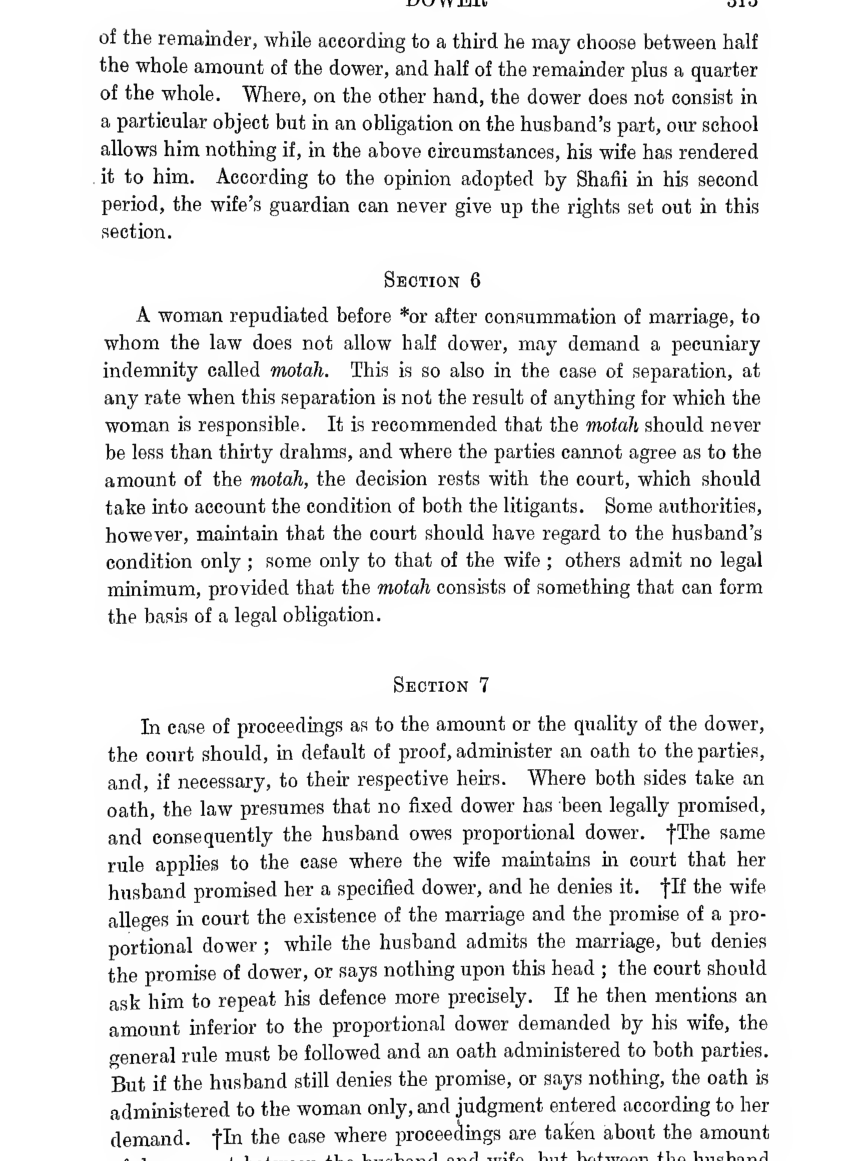 DOWER 315
of the remainder, while according to a third he may choose between half
the whole amount of the dower, and half of the remainder plus a quarter
of the whole. Where, on the other hand, the dower does not consist in
a particular object but in an obligation on the husband's part, our school
allows him nothing if, in the above circumstances, his wife has rendered
it to him. According to the opinion adopted by Shafii in his second
period, the wife's guardian can never give up the rights set out in this
section.
SECTION 6
A woman repudiated before *or after consummation of marriage, to
whom the law does not allow half dower, may demand a pecuniary
indemnity called motah. This is so also in the case of separation, at
any rate when this separation is not the result of anything for which the
woman is responsible. It is recommended that the motah should never
be less than thirty drahms, and where the parties cannot agree as to the
amount of the motah, the decision rests with the court, which should
take into account the condition of both the litigants. Some authorities,
however, maintain that the court should have regard to the husband's
condition only ; some only to that of the wife ; others admit no legal
minimum, provided that the motah consists of something that can form
the basis of a legal obligation.
SECTION 7
In case of proceedings as to the amount or the quality of the dower,
the court should, in default of proof, administer an oath to the parties,
and, if necessary, to their respective heirs. Where both sides take an
oath, the law presumes that no fixed dower has been legally promised,
and consequently the husband owes proportional dower. †The same
rule applies to the case where the wife maintains in court that her
husband promised her a specified dower, and he denies it. †If the wife
alleges in court the existence of the marriage and the promise of a pro-
portional dower ; while the husband admits the marriage, but denies
the promise of dower, or says nothing upon this head ; the court should
ask him to repeat his defence more precisely. If he then mentions an
amount inferior to the proportional dower demanded by his wife, the
general rule must be followed and an oath administered to both parties.
But if the husband still denies the promise, or says nothing, the oath is
administered to the woman only, and judgment entered according to her
demand. †In the case where proceedings are taken about the amount
between the husband and wife, but between the husband